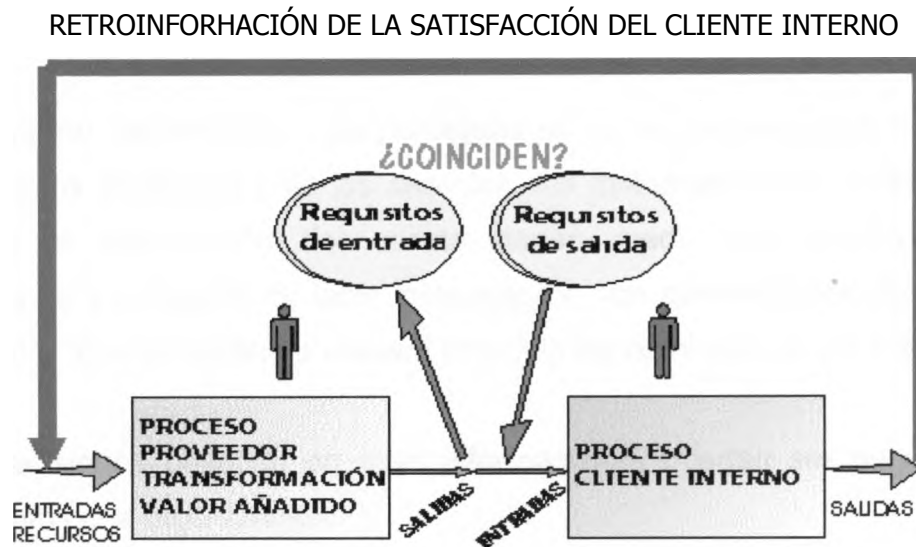 RETROINFORHACIÓN DE LA SATISFACCIÓN DEL CLIENTE INTERNO
¿COINCIDEN?
Requisitos
de entrada
Requisitos
de salida
PROCESO
PROVEEDOR
TRANSFORMACIÓN
VALOR AÑADIDO
PROCESO
CLIENTE INTERNO
ENTRADAS
RECURSOS
SALIDAS
ENTRADAS
SALIDAS